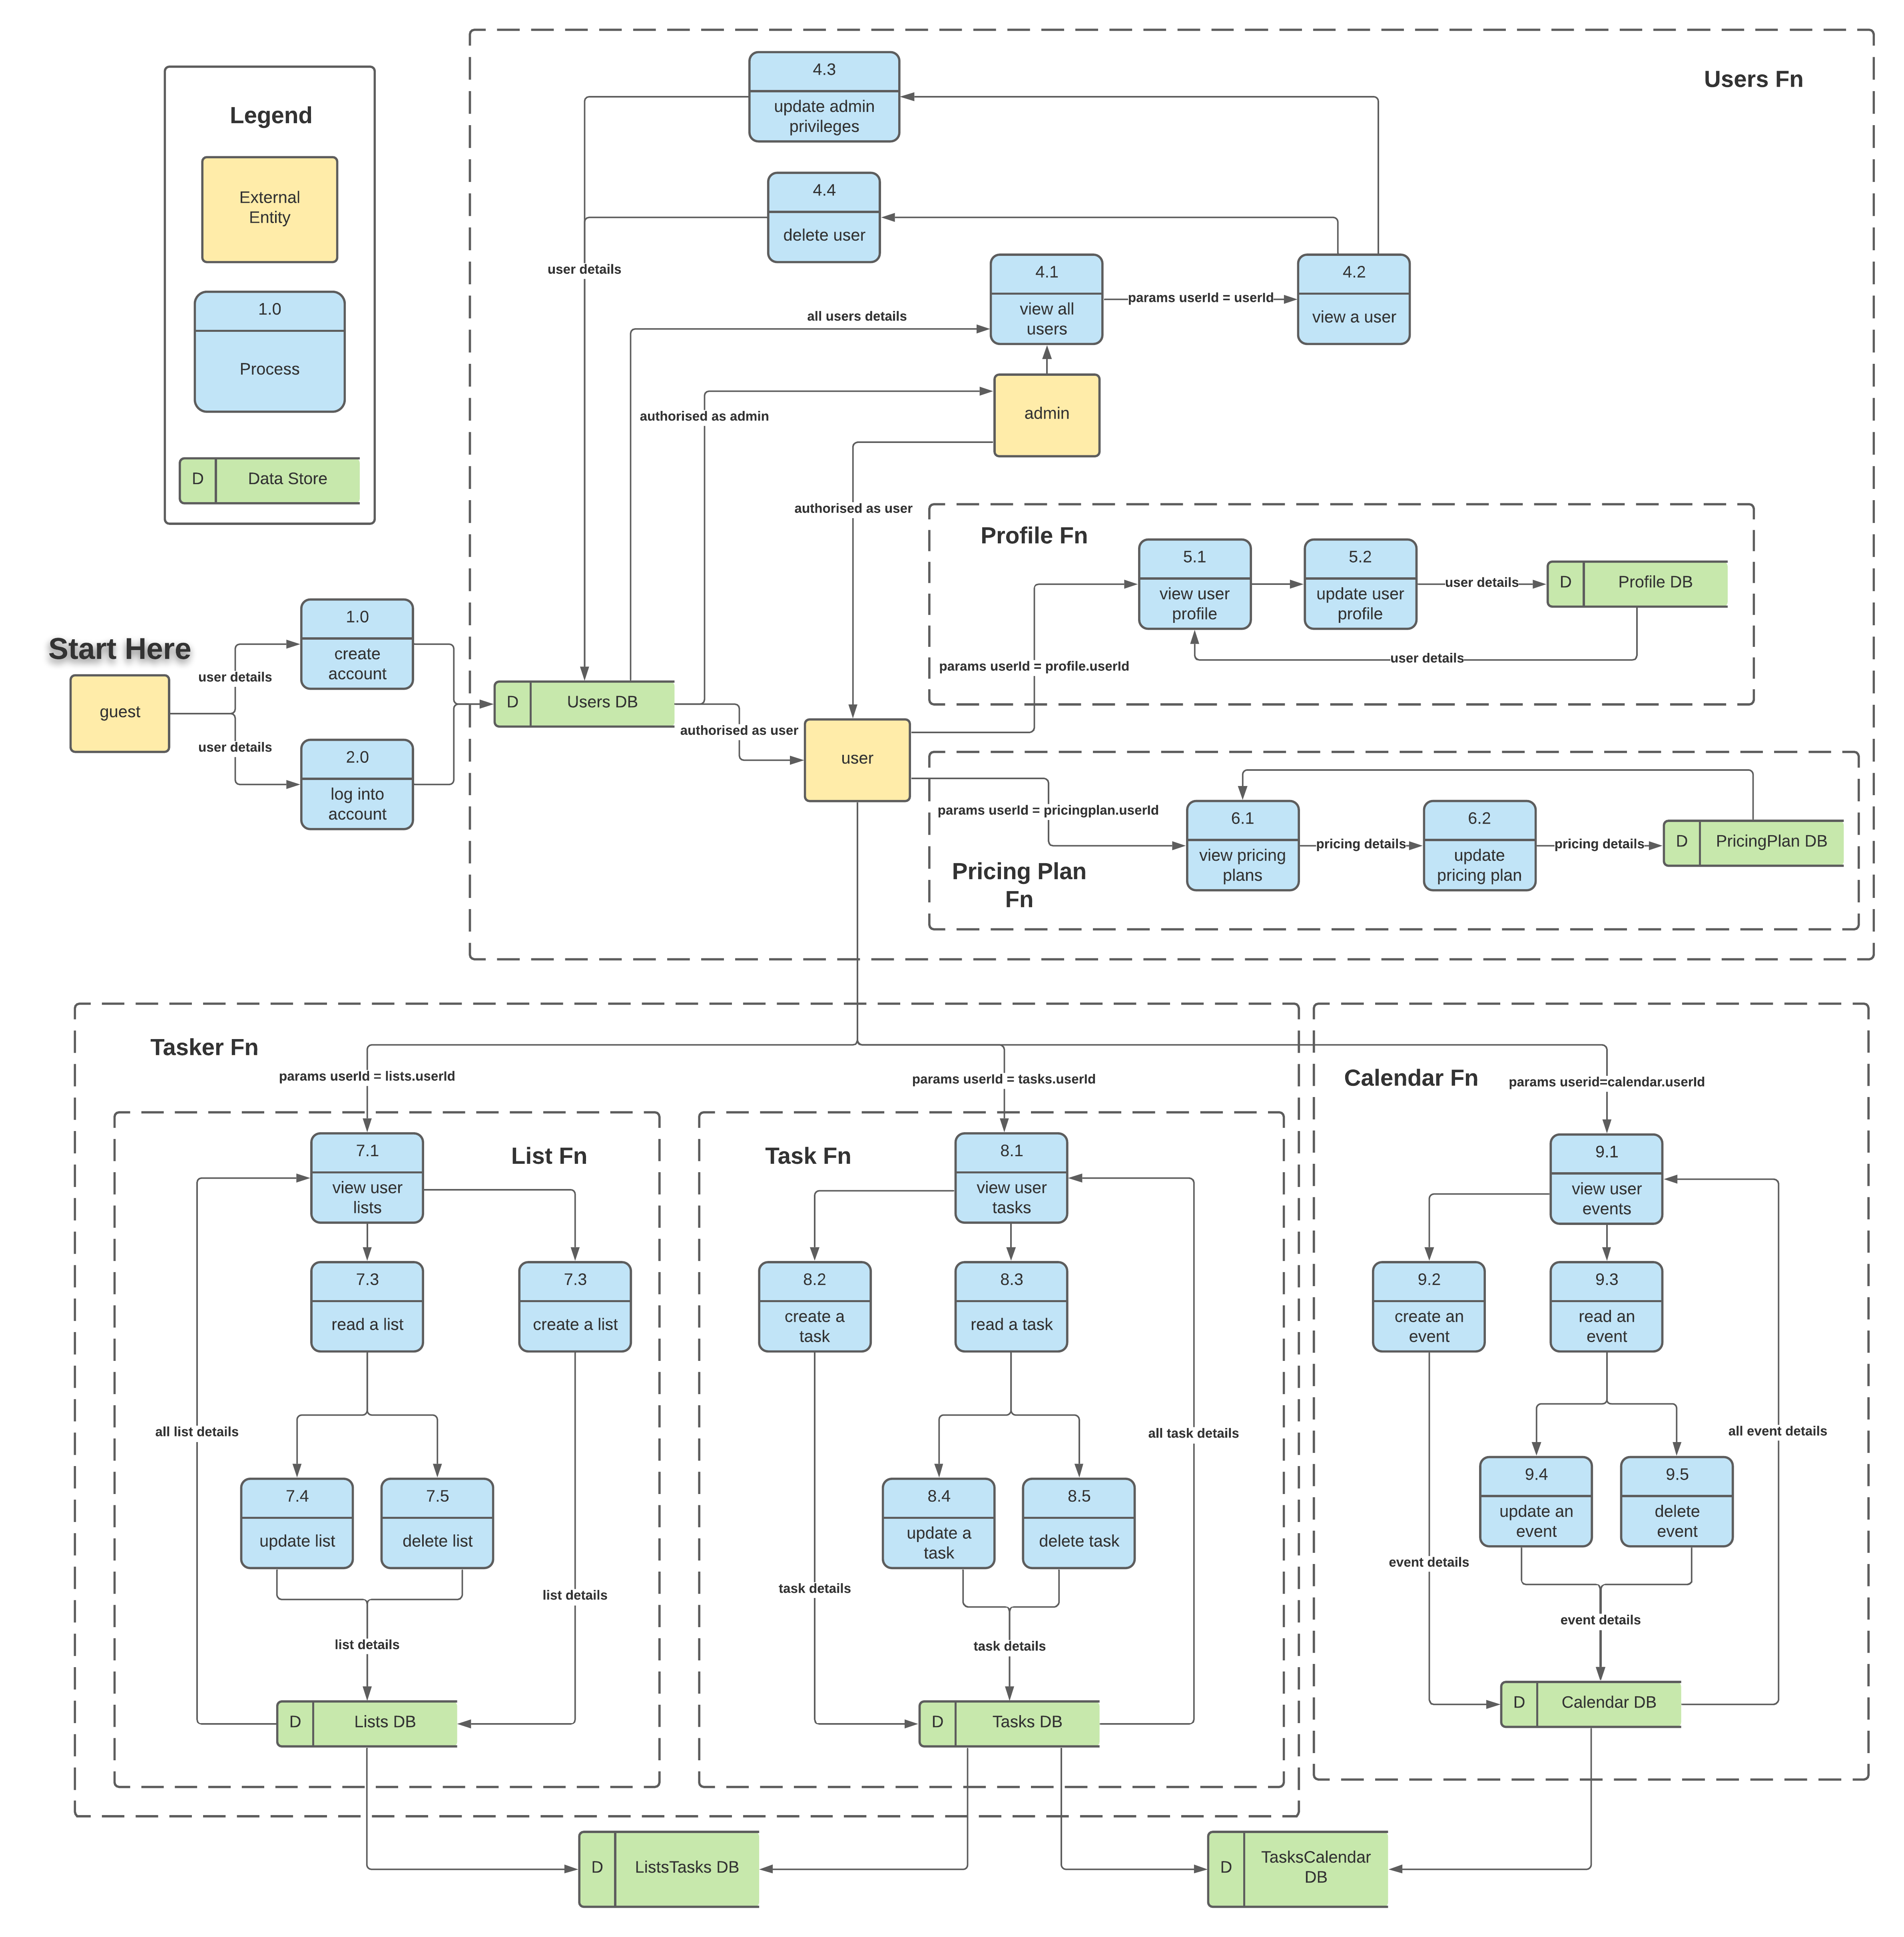 Legend
External
Entity
1.0
Process
D
Data Store
Users Fn
4.3
update admin
privileges
4.4
delete user
user details
4.1
view all
users
params userId = userId
4.2
view a user
all users details
admin
authorised as admin
authorised as user
Profile Fn
5.1
view user
profile
5.2
update user
profile
user details
D
Profile DB
user details
params userId = profile.userId
Start Here
guest
user details
user details
1.0
create
account
2.0
log into
account
D
Users DB
authorised as user
user
params userId = pricingplan.userId
Pricing Plan
Fn
6.1
view pricing
plans
pricing details
6.2
update
pricing plan
pricing details
D
PricingPlan DB
Tasker Fn
params userId = lists.userId
params userId = tasks.userId
Calendar Fn
params userid=calendar.userId
List Fn
7.1
view user
lists
7.3
read a list
7.3
create a list
all list details
7.4
update list
7.5
delete list
list details
list details
D
Lists DB
Task Fn
8.1
view user
tasks
8.2
create a
task
8.3
read a task
all task details
8.4
update a
task
8.5
delete task
task details
task details
D
Tasks DB
9.1
view user
events
9.2
create an
event
9.3
read an
event
all event details
9.4
update an
event
9.5
delete
event
event details
event details
D
Calendar DB
D
ListsTasks DB
D
TasksCalendar
DB